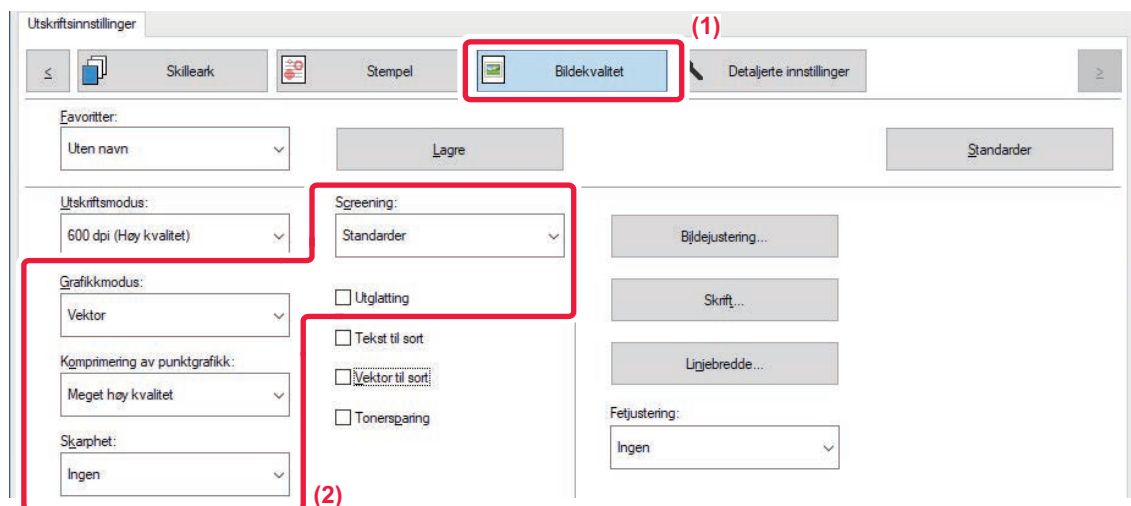 Utskriftsinnstillinger
(1)
≤ Skilleark Stempel Bildekvalitet Detaljerte innstillinger ≥
Favoritter:
Uten navn Lagre Standarder
Utskriftsmodus: Screening:
600 dpi (Høy kvalitet) Standarder Bildejustering...
Grafikkmodus:
Vektor Utglatting Skrift...
Tekst til sort
Komprimering av punktgrafikk: Linjebredde...
Meget høy kvalitet Vektor til sort
Tonersparing Fetjustering:
Skarphet:
Ingen Ingen
(2)